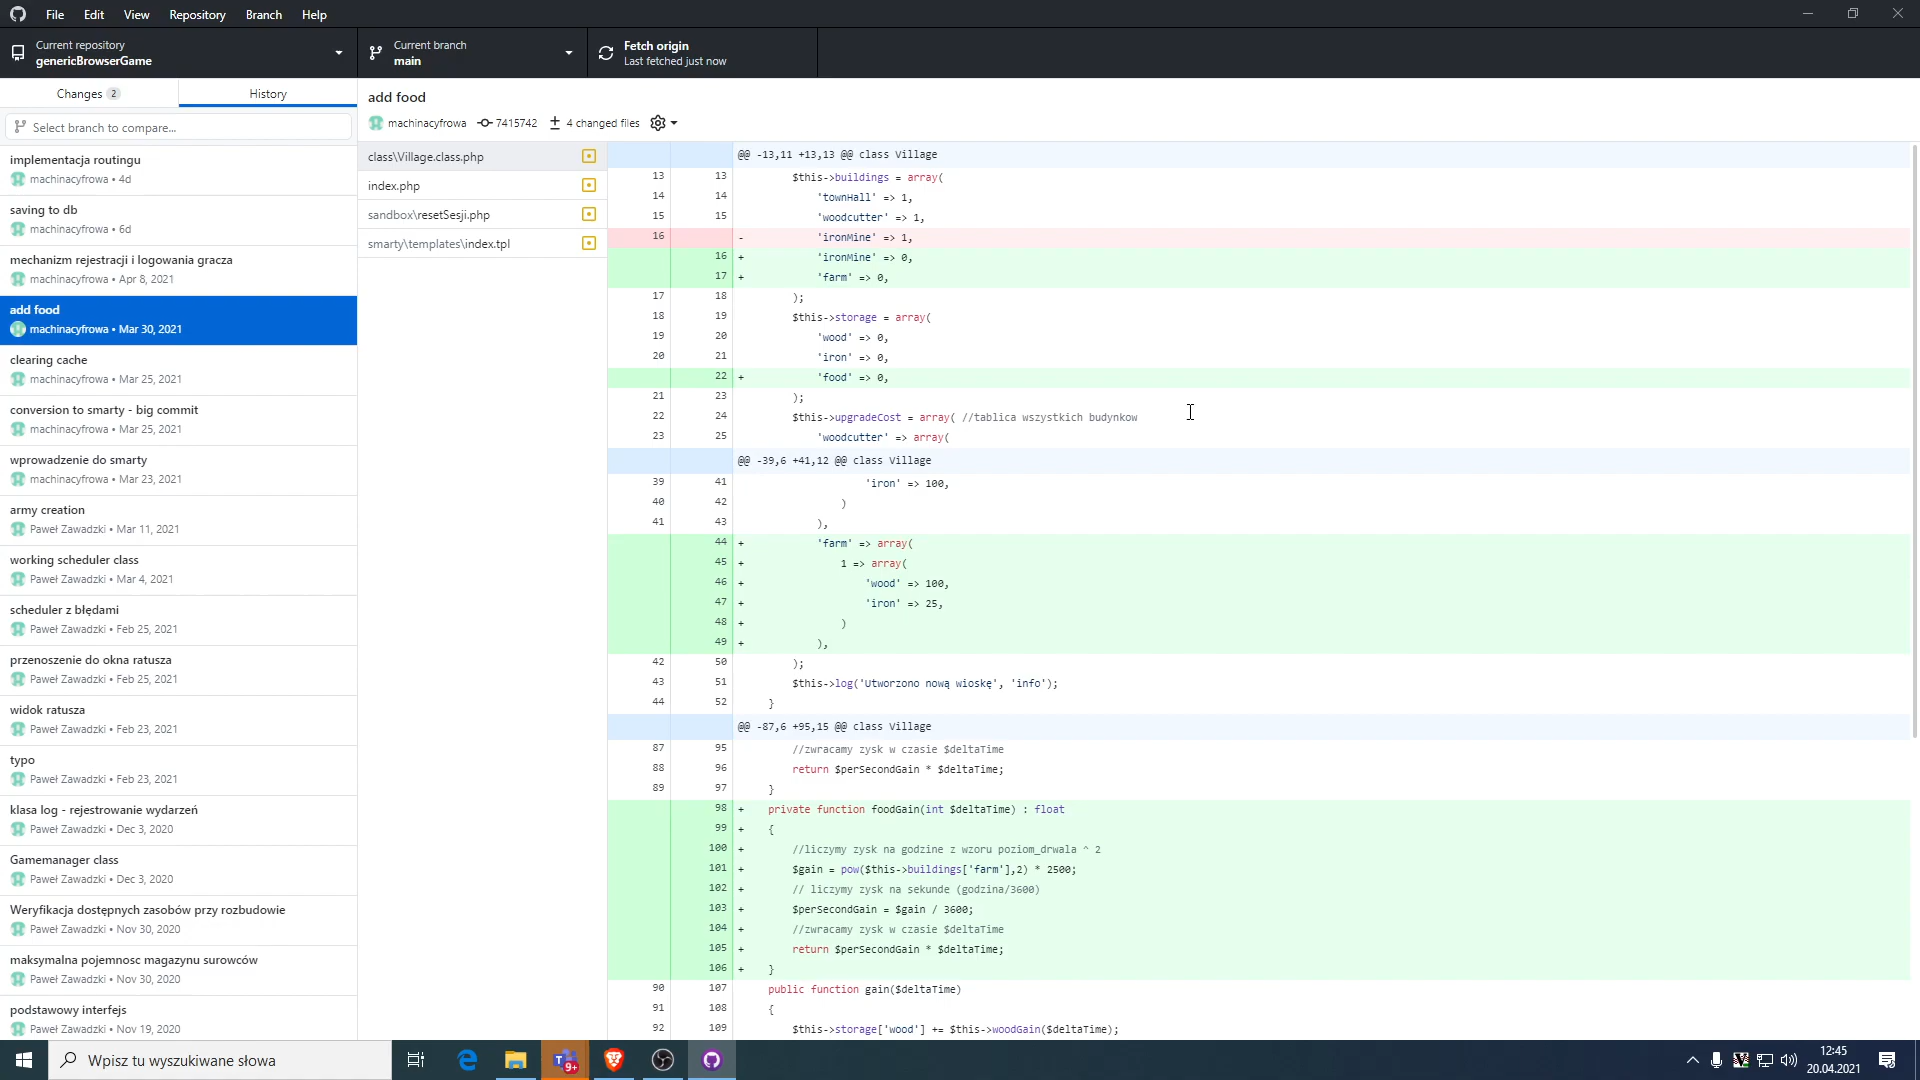 File Edit View Repository Branch Help
Current repository
genericBrowserGame
Current branch
main
Fetch origin
Last fetched just now
Changes 2 History
Select branch to compare...
implementacja routingu
machinacyfrowa • 4d
saving to db
machinacyfrowa • 6d
mechanizm rejestracji i logowania gracza
machinacyfrowa • Apr 8, 2021
add food
machinacyfrowa • Mar 30, 2021
clearing cache
machinacyfrowa • Mar 25, 2021
conversion to smarty - big commit
machinacyfrowa • Mar 25, 2021
wprowadzenie do smarty
machinacyfrowa • Mar 23, 2021
army creation
Paweł Zawadzki • Mar 11, 2021
working scheduler class
Paweł Zawadzki • Mar 4, 2021
scheduler z błędami
Paweł Zawadzki • Feb 25, 2021
przenoszenie do okna ratusza
Paweł Zawadzki • Feb 25, 2021
widok ratusza
Paweł Zawadzki • Feb 23, 2021
typo
Paweł Zawadzki • Feb 23, 2021
klasa log - rejestrowanie wydarzeń
Paweł Zawadzki • Dec 3, 2020
Gamemanager class
Paweł Zawadzki • Dec 3, 2020
Weryfikacja dostępnych zasobów przy rozbudowie
Paweł Zawadzki • Nov 30, 2020
maksymalna pojemnosc magazynu surowców
Paweł Zawadzki • Nov 30, 2020
podstawowy interfejs
Paweł Zawadzki • Nov 19, 2020
add food
machinacyfrowa 7415742 4 changed files
class\Village.class.php
index.php
sandbox\resetSesji.php
smarty\templates\index.tpl
@@ -13,11 +13,13 @@ class Village
13 13 $this->buildings = array(
14 14 'townHall' => 1,
15 15 'woodcutter' => 1,
16 - 'ironMine' => 1,
16 + 'ironMine' => 0,
17 + 'farm' => 0,
17 18 );
18 19 $this->storage = array(
19 20 'wood' => 0,
20 21 'iron' => 0,
22 + 'food' => 0,
21 23 );
22 24 $this->upgradeCost = array( //tablica wszystkich budynkow
23 25 'woodcutter' => array(
@@ -39,6 +41,12 @@ class Village
39 41 'iron' => 100,
40 42 )
41 43 ),
44 + 'farm' => array(
45 + 1 => array(
46 + 'wood' => 100,
47 + 'iron' => 25,
48 + )
49 + ),
42 50 );
43 51 $this->log('Utworzono nową wioskę', 'info');
44 52 }
@@ -87,6 +95,15 @@ class Village
87 95 //zwracamy zysk w czasie $deltaTime
88 96 return $perSecondGain * $deltaTime;
89 97 }
98 + private function foodGain(int $deltaTime) : float
99 + {
100 + //liczymy zysk na godzine z wzoru poziom_drwala ^ 2
101 + $gain = pow($this->buildings['farm'],2) * 2500;
102 + // liczymy zysk na sekunde (godzina/3600)
103 + $perSecondGain = $gain / 3600;
104 + //zwracamy zysk w czasie $deltaTime
105 + return $perSecondGain * $deltaTime;
106 + }
90 107 public function gain($deltaTime)
91 108 {
92 109 $this->storage['wood'] += $this->woodGain($deltaTime);
Wpisz tu wyszukiwane słowa
9+
12:45
20.04.2021